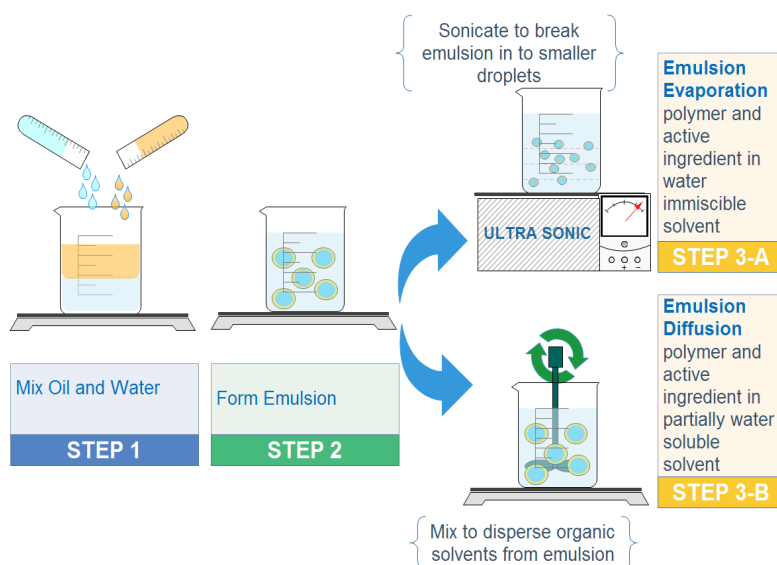 Sonicate to break
emulsion in to smaller
droplets
Emulsion
Evaporation
polymer and
active
ingredient in
water
immiscible
solvent
STEP 3-A
ULTRA SONIC
+ −
Mix Oil and Water
STEP 1
Form Emulsion
STEP 2
Emulsion
Diffusion
polymer and
active
ingredient in
partially water
soluble
solvent
STEP 3-B
Mix to disperse organic
solvents from emulsion